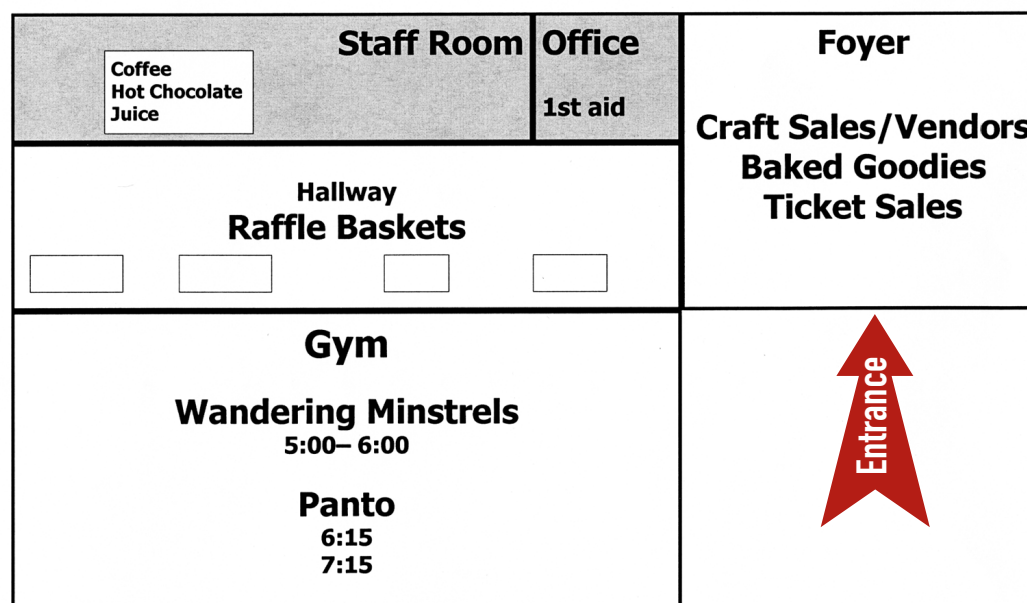 Staff Room
Coffee
Hot Chocolate
Juice
Office
1st aid
Foyer
Craft Sales/Vendors
Baked Goodies
Ticket Sales
Hallway
Raffle Baskets
Gym
Wandering Minstrels
5:00– 6:00
Panto
6:15
7:15
Entrance